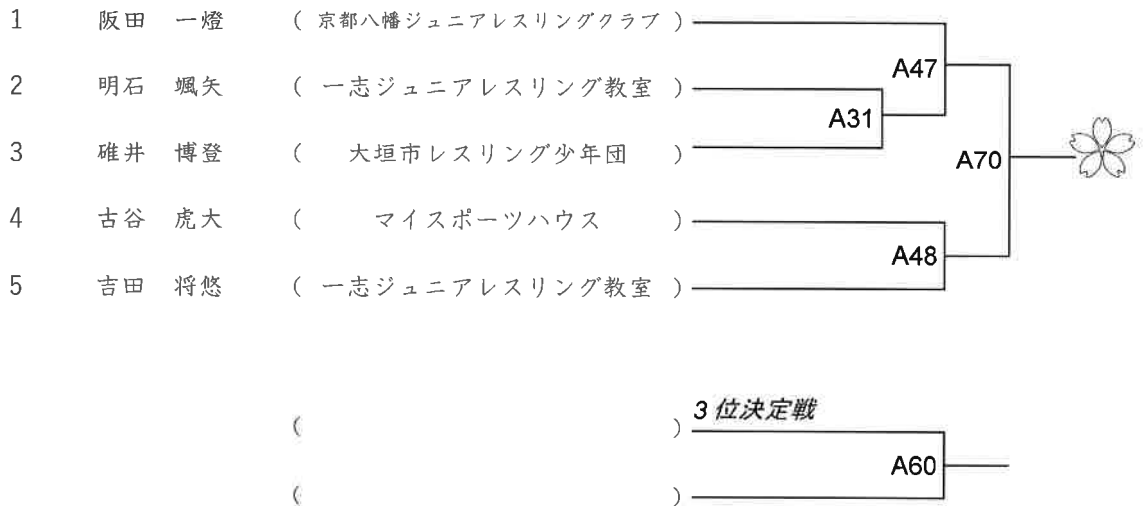 1 阪田 一燈 ( 京都八幡ジュニアレスリングクラブ )
A47
2 明石 颯矢 ( 一志ジュニアレスリング教室 )
A31
3 碓井 博登 ( 大垣市レスリング少年団 )
A70
4 古谷 虎大 ( マイスポーツハウス )
A48
5 吉田 将悠 ( 一志ジュニアレスリング教室 )
3位決定戦
( )
A60
( )